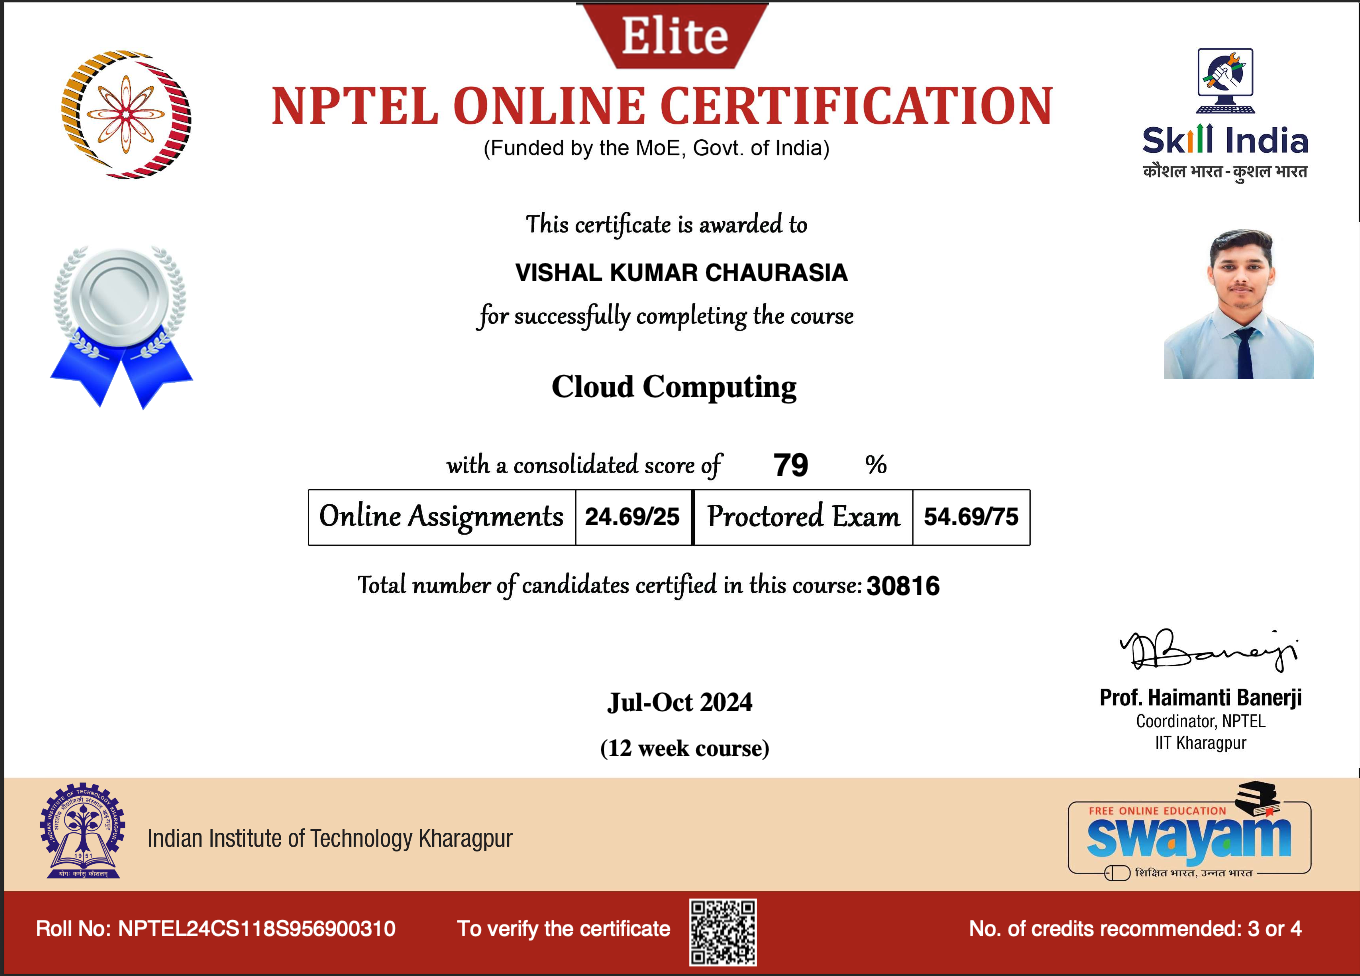 Elite
NPTEL ONLINE CERTIFICATION
(Funded by the MoE, Govt. of India)
Skill India
कौशल भारत - कुशल भारत
This certificate is awarded to
VISHAL KUMAR CHAURASIA
for successfully completing the course
Cloud Computing
with a consolidated score of 79 %
Online Assignments 24.69/25 Proctored Exam 54.69/75
Total number of candidates certified in this course: 30816
Jul-Oct 2024
(12 week course)
Prof. Haimanti Banerji
Coordinator, NPTEL
IIT Kharagpur
Indian Institute of Technology Kharagpur
FREE ONLINE EDUCATION
swayam
शिक्षित भारत, उन्नत भारत
Roll No: NPTEL24CS118S956900310 To verify the certificate No. of credits recommended: 3 or 4